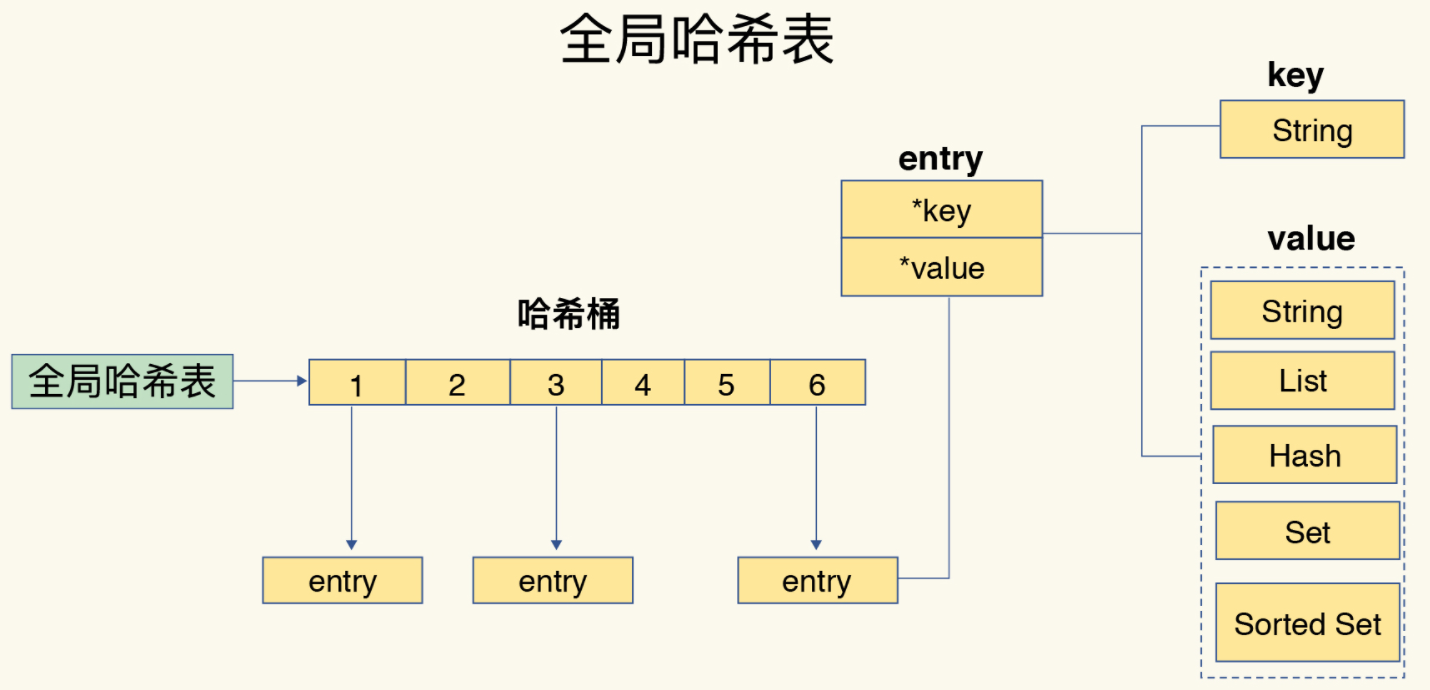 全局哈希表
key
String
entry
*key
*value
value
String
List
Hash
Set
Sorted Set
哈希桶
全局哈希表
1 2 3 4 5 6
entry entry entry